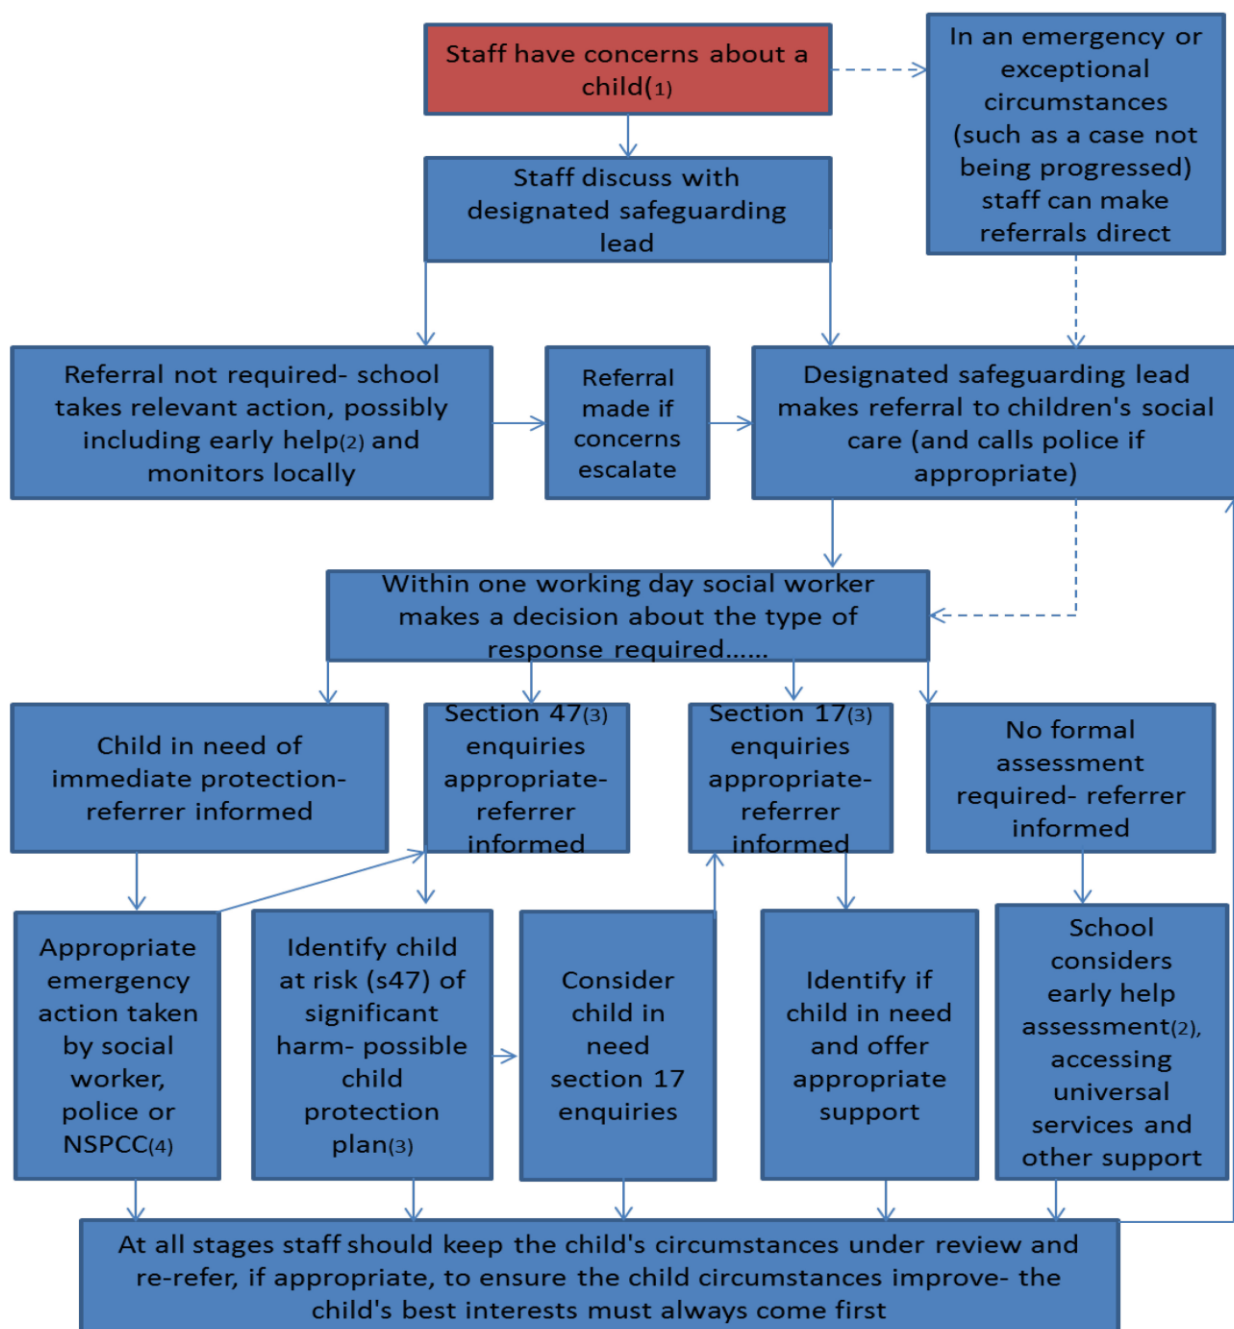 Staff have concerns about a
child(1)
In an emergency or
exceptional
circumstances
(such as a case not
being progressed)
staff can make
referrals direct
Staff discuss with
designated safeguarding
lead
Referral not required- school
takes relevant action, possibly
including early help(2) and
monitors locally
Referral
made if
concerns
escalate
Designated safeguarding lead
makes referral to children's social
care (and calls police if
appropriate)
Within one working day social worker
makes a decision about the type of
response required......
Child in need of
immediate protection-
referrer informed
Section 47(3)
enquiries
appropriate-
referrer
informed
Section 17(3)
enquiries
appropriate-
referrer
informed
No formal
assessment
required- referrer
informed
Appropriate
emergency
action taken
by social
worker,
police or
NSPCC(4)
Identify child
at risk (s47) of
significant
harm- possible
child
protection
plan(3)
Consider
child in
need
section 17
enquiries
Identify if
child in need
and offer
appropriate
support
School
considers
early help
assessment(2),
accessing
universal
services and
other support
At all stages staff should keep the child's circumstances under review and
re-refer, if appropriate, to ensure the child circumstances improve- the
child's best interests must always come first